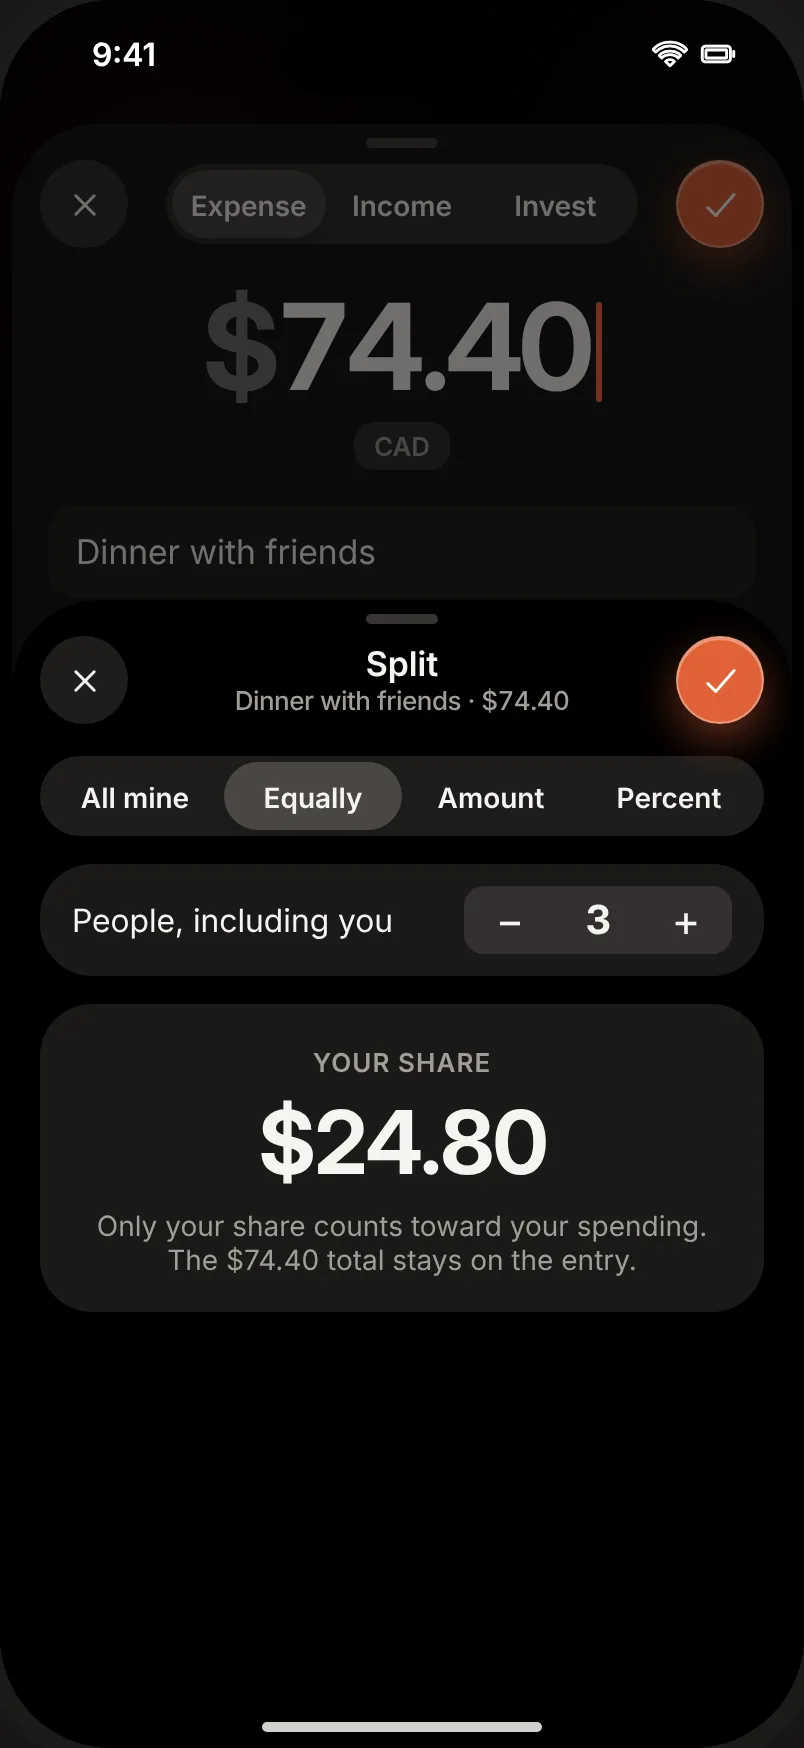 9:41
Expense Income Invest
$74.40
CAD
Dinner with friends
Split
Dinner with friends · $74.40
All mine Equally Amount Percent
People, including you − 3 +
YOUR SHARE
$24.80
Only your share counts toward your spending.
The $74.40 total stays on the entry.